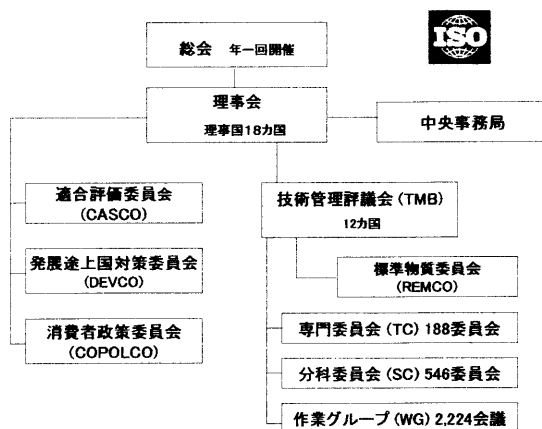 ISO
総会 年一回開催
理事会
理事国18カ国
中央事務局
適合評価委員会
(CASCO)
技術管理評議会 (TMB)
12カ国
発展途上国対策委員会
(DEVCO)
標準物質委員会
(REMCO)
消費者政策委員会
(COPOLCO)
専門委員会 (TC) 188委員会
分科委員会 (SC) 546委員会
作業グループ (WG) 2,224会議